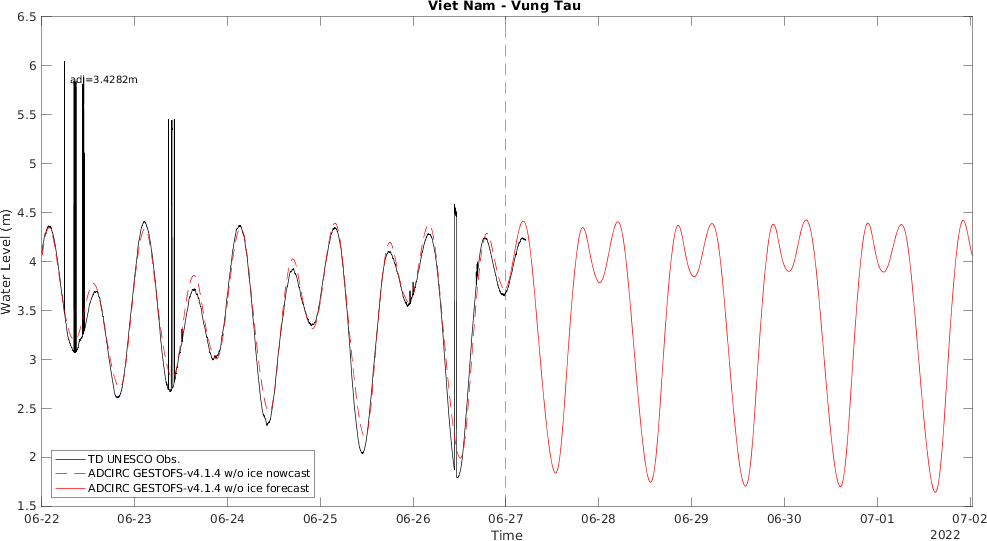 Viet Nam - Vung Tau
adj=3.4282m
Water Level (m)
6.5
6
5.5
5
4.5
4
3.5
3
2.5
2
1.5
TD UNESCO Obs.
ADCIRC GESTOFS-v4.1.4 w/o ice nowcast
ADCIRC GESTOFS-v4.1.4 w/o ice forecast
06-22 06-23 06-24 06-25 06-26 06-27 06-28 06-29 06-30 07-01 07-02
Time
2022